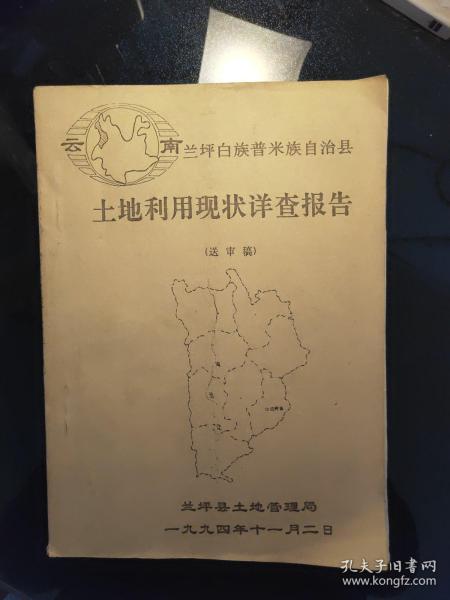 云南兰坪白族普米族自治县
土地利用现状详查报告
(送审稿)
兰坪县土地管理局
一九九四年十一月二日
孔夫子旧书网
www.kongfz.com